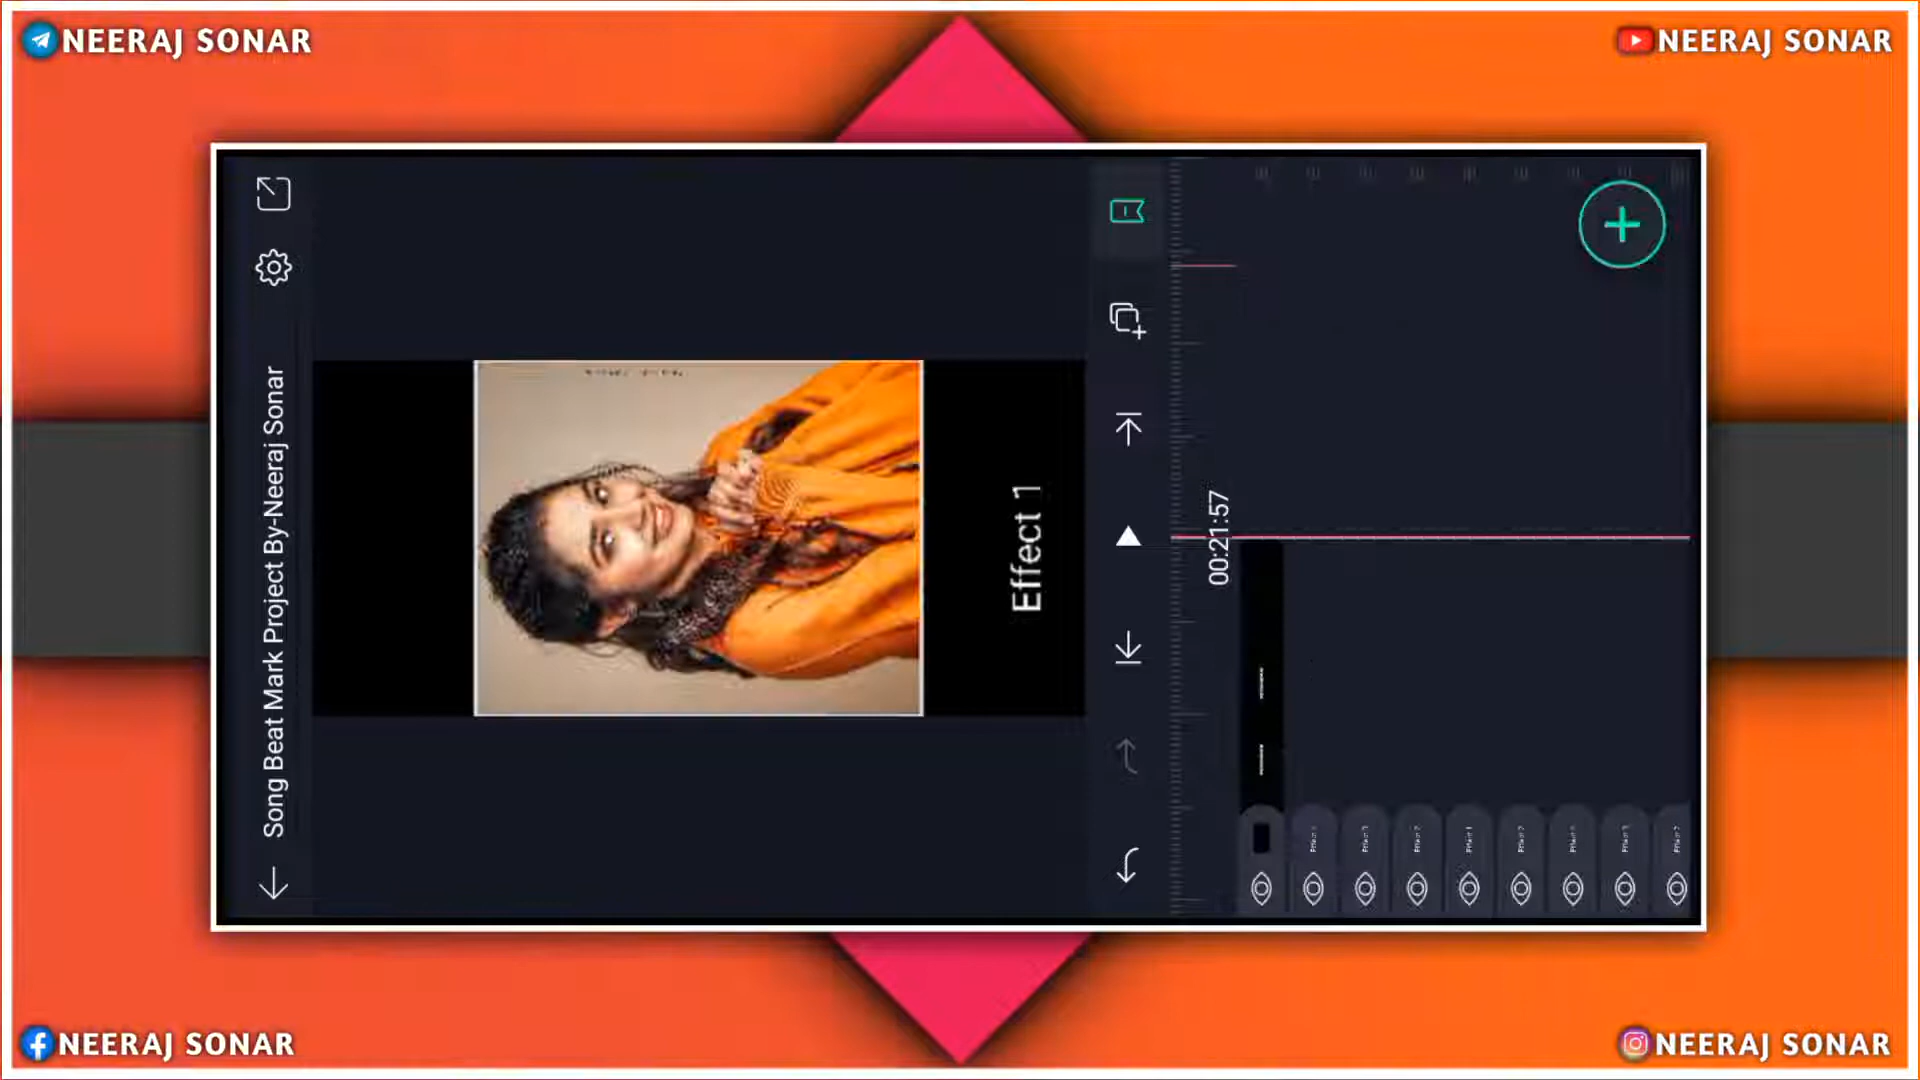 NEERAJ SONAR
NEERAJ SONAR
Song Beat Mark Project By-Neeraj Sonar
Effect 1
00:21:57
NEERAJ SONAR
NEERAJ SONAR